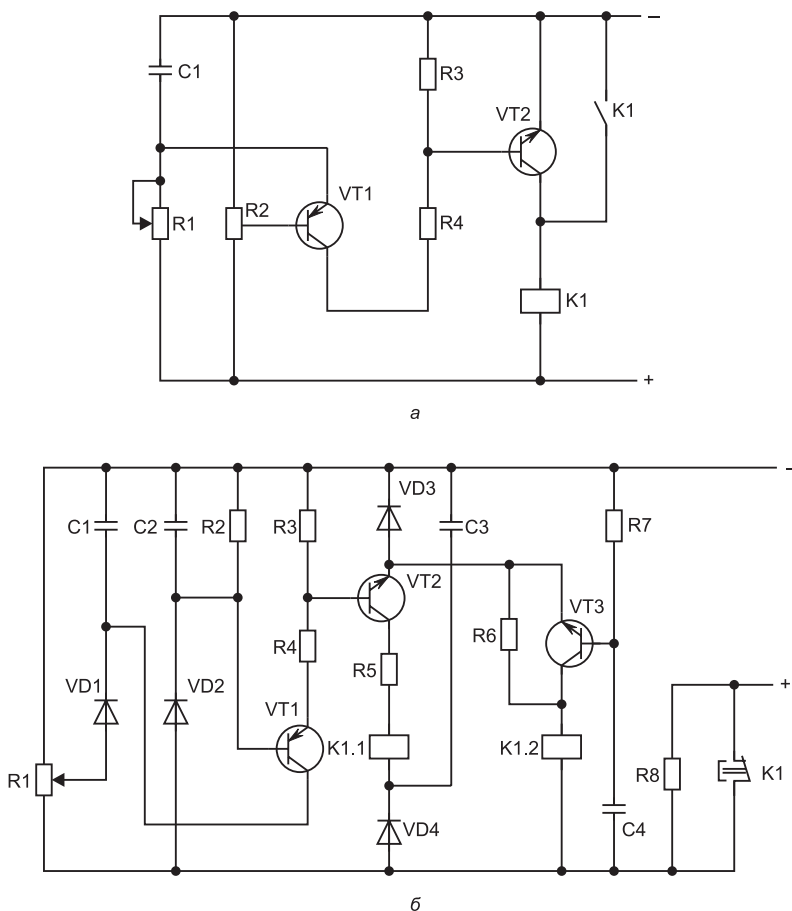 –
C1
R3
VT2
K1
VT1
R1
R2
R4
K1
+
а
–
VD3
C1
C2
R2
R3
C3
R7
VT2
VT3
R4
R6
R5
VD1
VD2
VT1
+
K1.1
K1.2
R1
R8
K1
VD4
C4
б